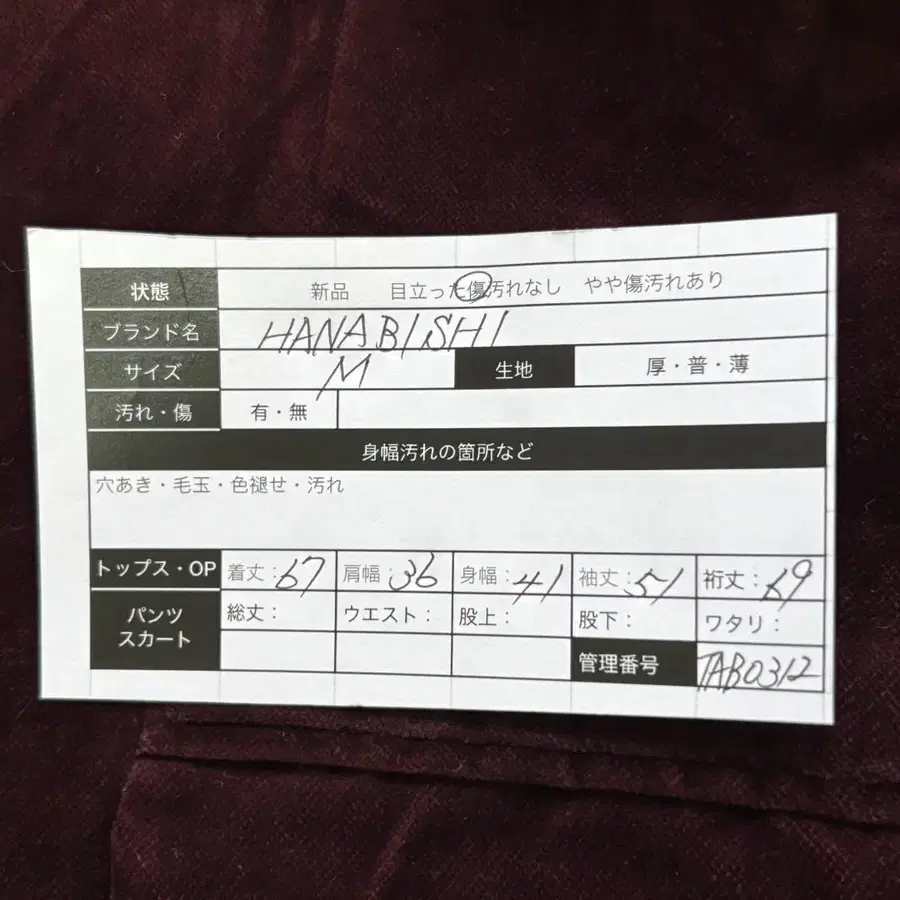 状態 新品 目立った傷汚れなし やや傷汚れあり
ブランド名 HANABISHI
サイズ M 生地 厚・普・薄
汚れ・傷 有・無
身幅汚れの箇所など
穴あき・毛玉・色褪せ・汚れ
トップス・OP 着丈:67 肩幅:36 身幅:41 袖丈:51 裄丈:69
パンツ 総丈: ウエスト: 股上: 股下: ワタリ:
スカート
管理番号 TAB0312